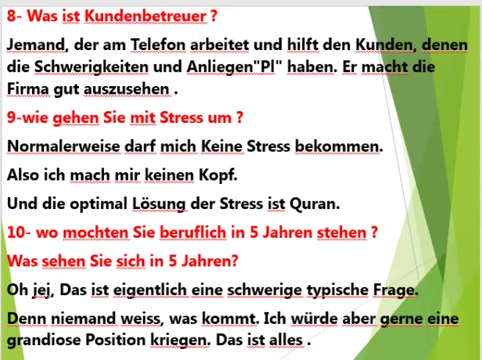 8- Was ist Kundenbetreuer ?
Jemand, der am Telefon arbeitet und hilft den Kunden, denen
die Schwerigkeiten und Anliegen"Pl" haben. Er macht die
Firma gut auszusehen .
9-wie gehen Sie mit Stress um ?
Normalerweise darf mich Keine Stress bekommen.
Also ich mach mir keinen Kopf.
Und die optimal Lösung der Stress ist Quran.
10- wo mochten Sie beruflich in 5 Jahren stehen ?
Was sehen Sie sich in 5 Jahren?
Oh jej, Das ist eigentlich eine schwerige typische Frage.
Denn niemand weiss, was kommt. Ich würde aber gerne eine
grandiose Position kriegen. Das ist alles .